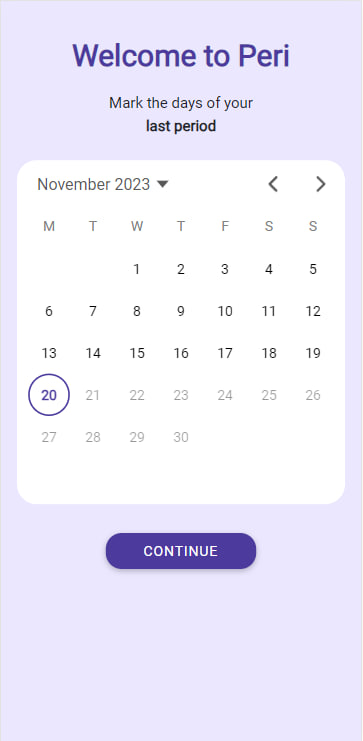 Welcome to Peri
Mark the days of your
last period
November 2023
M T W T F S S
1 2 3 4 5
6 7 8 9 10 11 12
13 14 15 16 17 18 19
20 21 22 23 24 25 26
27 28 29 30
CONTINUE